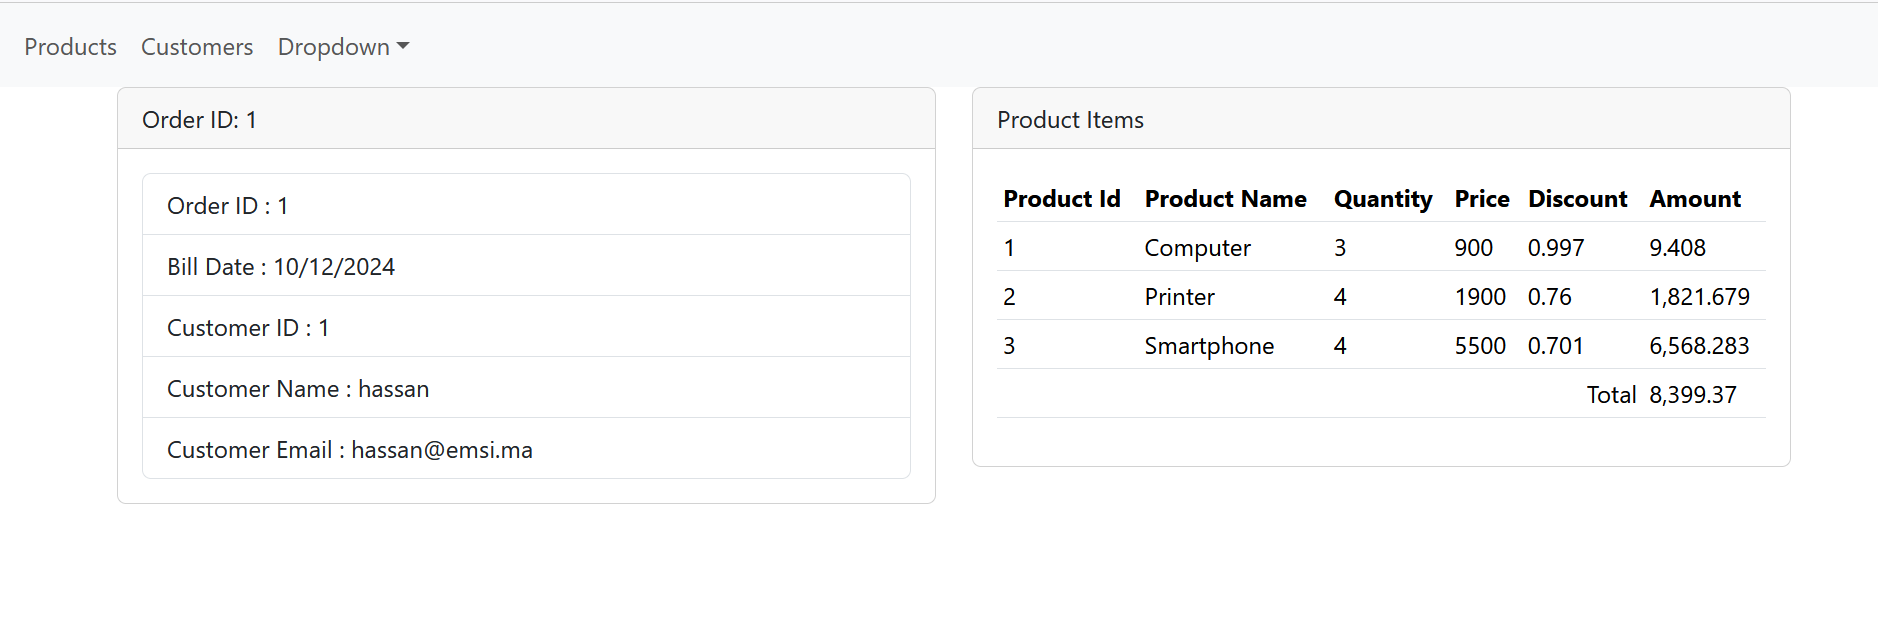 Products Customers Dropdown
Order ID: 1
Order ID : 1
Bill Date : 10/12/2024
Customer ID : 1
Customer Name : hassan
Customer Email : hassan@emsi.ma
Product Items
Product Id Product Name Quantity Price Discount Amount
1 Computer 3 900 0.997 9.408
2 Printer 4 1900 0.76 1,821.679
3 Smartphone 4 5500 0.701 6,568.283
Total 8,399.37